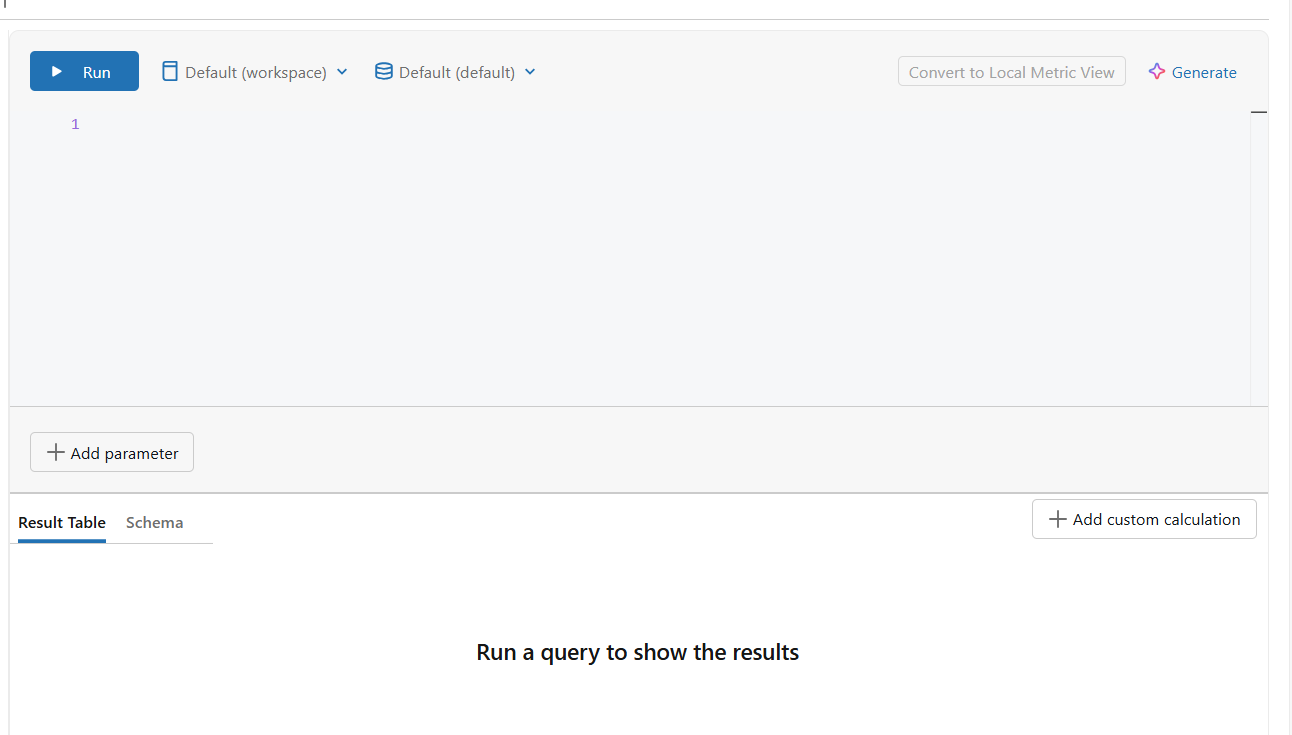 Run Default (workspace) Default (default) Convert to Local Metric View Generate
1
Add parameter
Result Table Schema Add custom calculation
Run a query to show the results